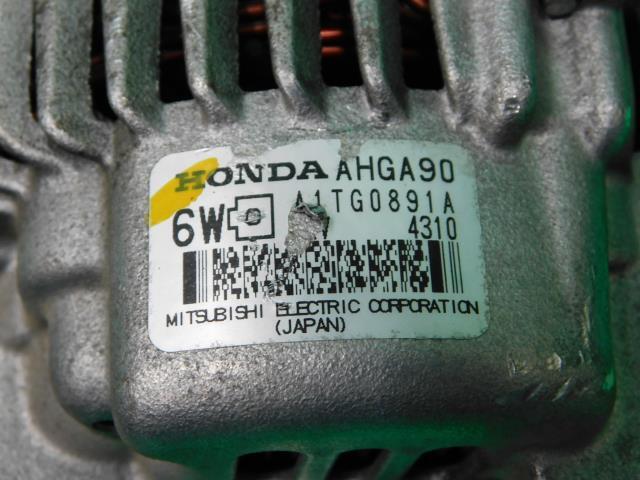 HONDA AHGA90
A1TG0891A
6W 4310
MITSUBISHI ELECTRIC CORPORATION
(JAPAN)